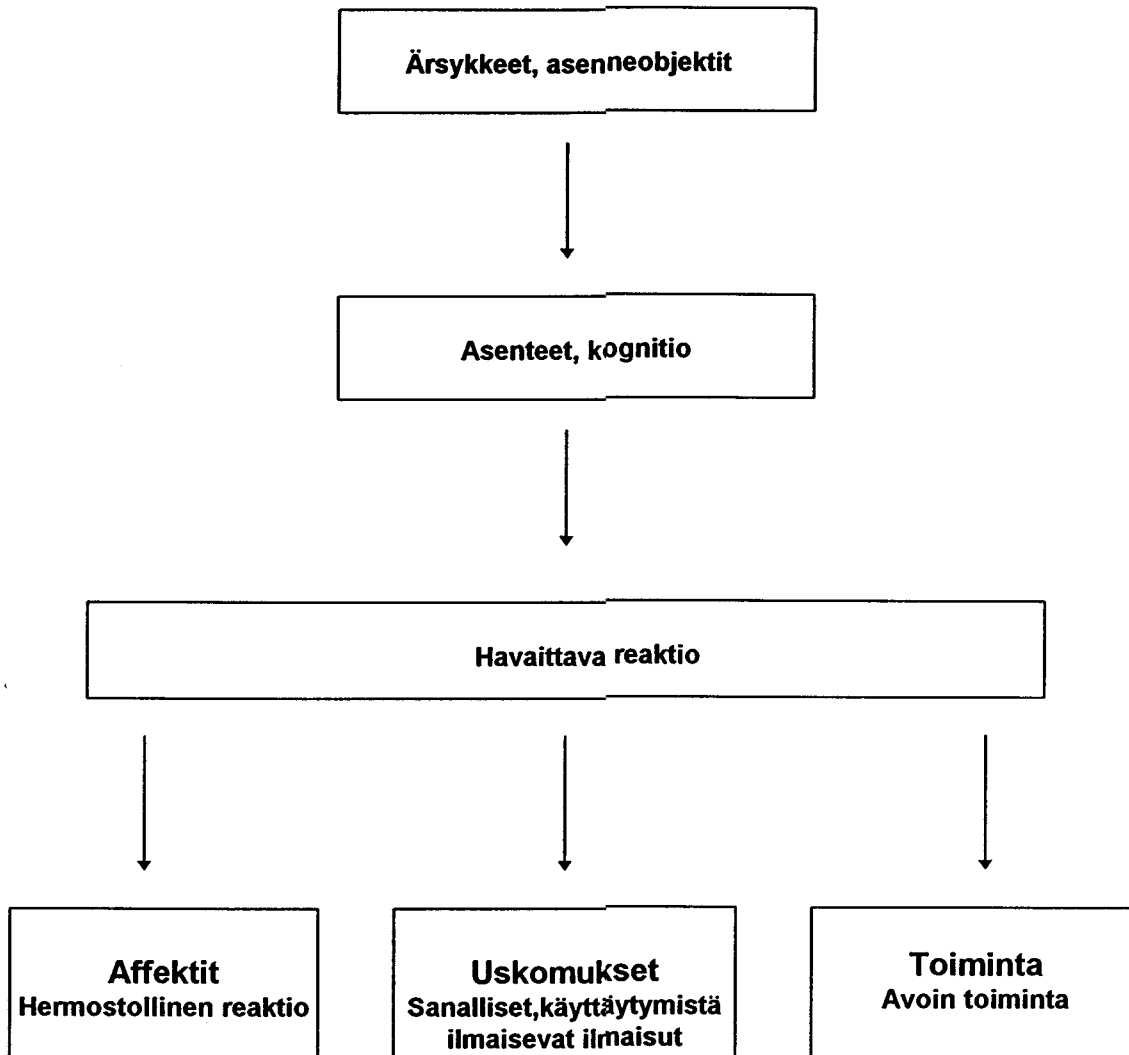 Ärsykkeet, asenneobjektit
Asenteet, kognitio
Havaittava reaktio
Affektit
Hermostollinen reaktio
Uskomukset
Sanalliset,käyttäytymistä
ilmaisevat ilmaisut
Toiminta
Avoin toiminta